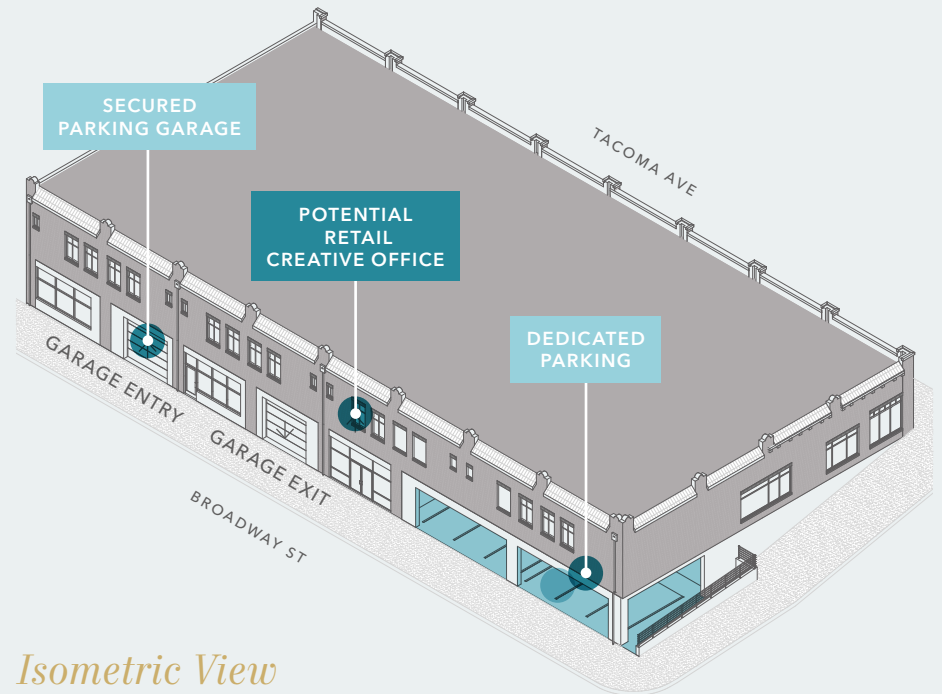 SECURED
PARKING GARAGE
TACOMA AVE
POTENTIAL
RETAIL
CREATIVE OFFICE
DEDICATED
PARKING
GARAGE ENTRY
GARAGE EXIT
BROADWAY ST
Isometric View